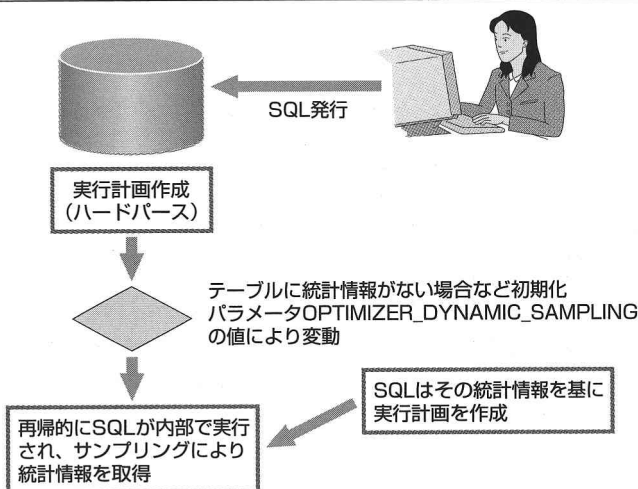 SQL発行
実行計画作成
（ハードパース）
テーブルに統計情報がない場合など初期化
パラメータOPTIMIZER_DYNAMIC_SAMPLING
の値により変動
SQLはその統計情報を基に
実行計画を作成
再帰的にSQLが内部で実行
され、サンプリングにより
統計情報を取得